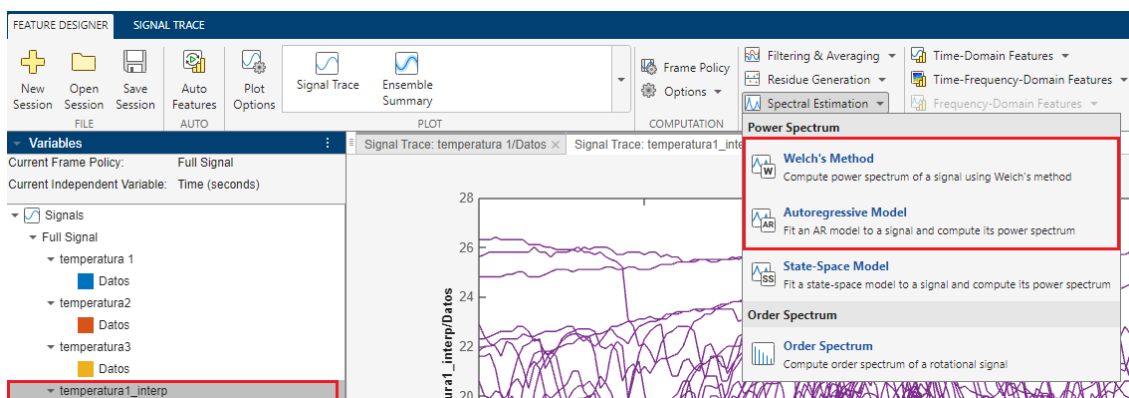 FEATURE DESIGNER
SIGNAL TRACE
New Session
Open Session
Save Session
FILE
Auto Features
AUTO
Plot Options
Signal Trace
Ensemble Summary
PLOT
Frame Policy
Options
COMPUTATION
Filtering & Averaging
Residue Generation
Spectral Estimation
Time-Domain Features
Time-Frequency-Domain Features
Frequency-Domain Features
Variables
Current Frame Policy: Full Signal
Current Independent Variable: Time (seconds)
Signals
Full Signal
temperatura 1
Datos
temperatura2
Datos
temperatura3
Datos
temperatura1_interp
Signal Trace: temperatura 1/Datos
Signal Trace: temperatura1_inte
28
26
24
22
20
ura1_interp/Datos
Power Spectrum
Welch's Method
Compute power spectrum of a signal using Welch's method
W
Autoregressive Model
Fit an AR model to a signal and compute its power spectrum
AR
State-Space Model
Fit a state-space model to a signal and compute its power spectrum
SS
Order Spectrum
Order Spectrum
Compute order spectrum of a rotational signal